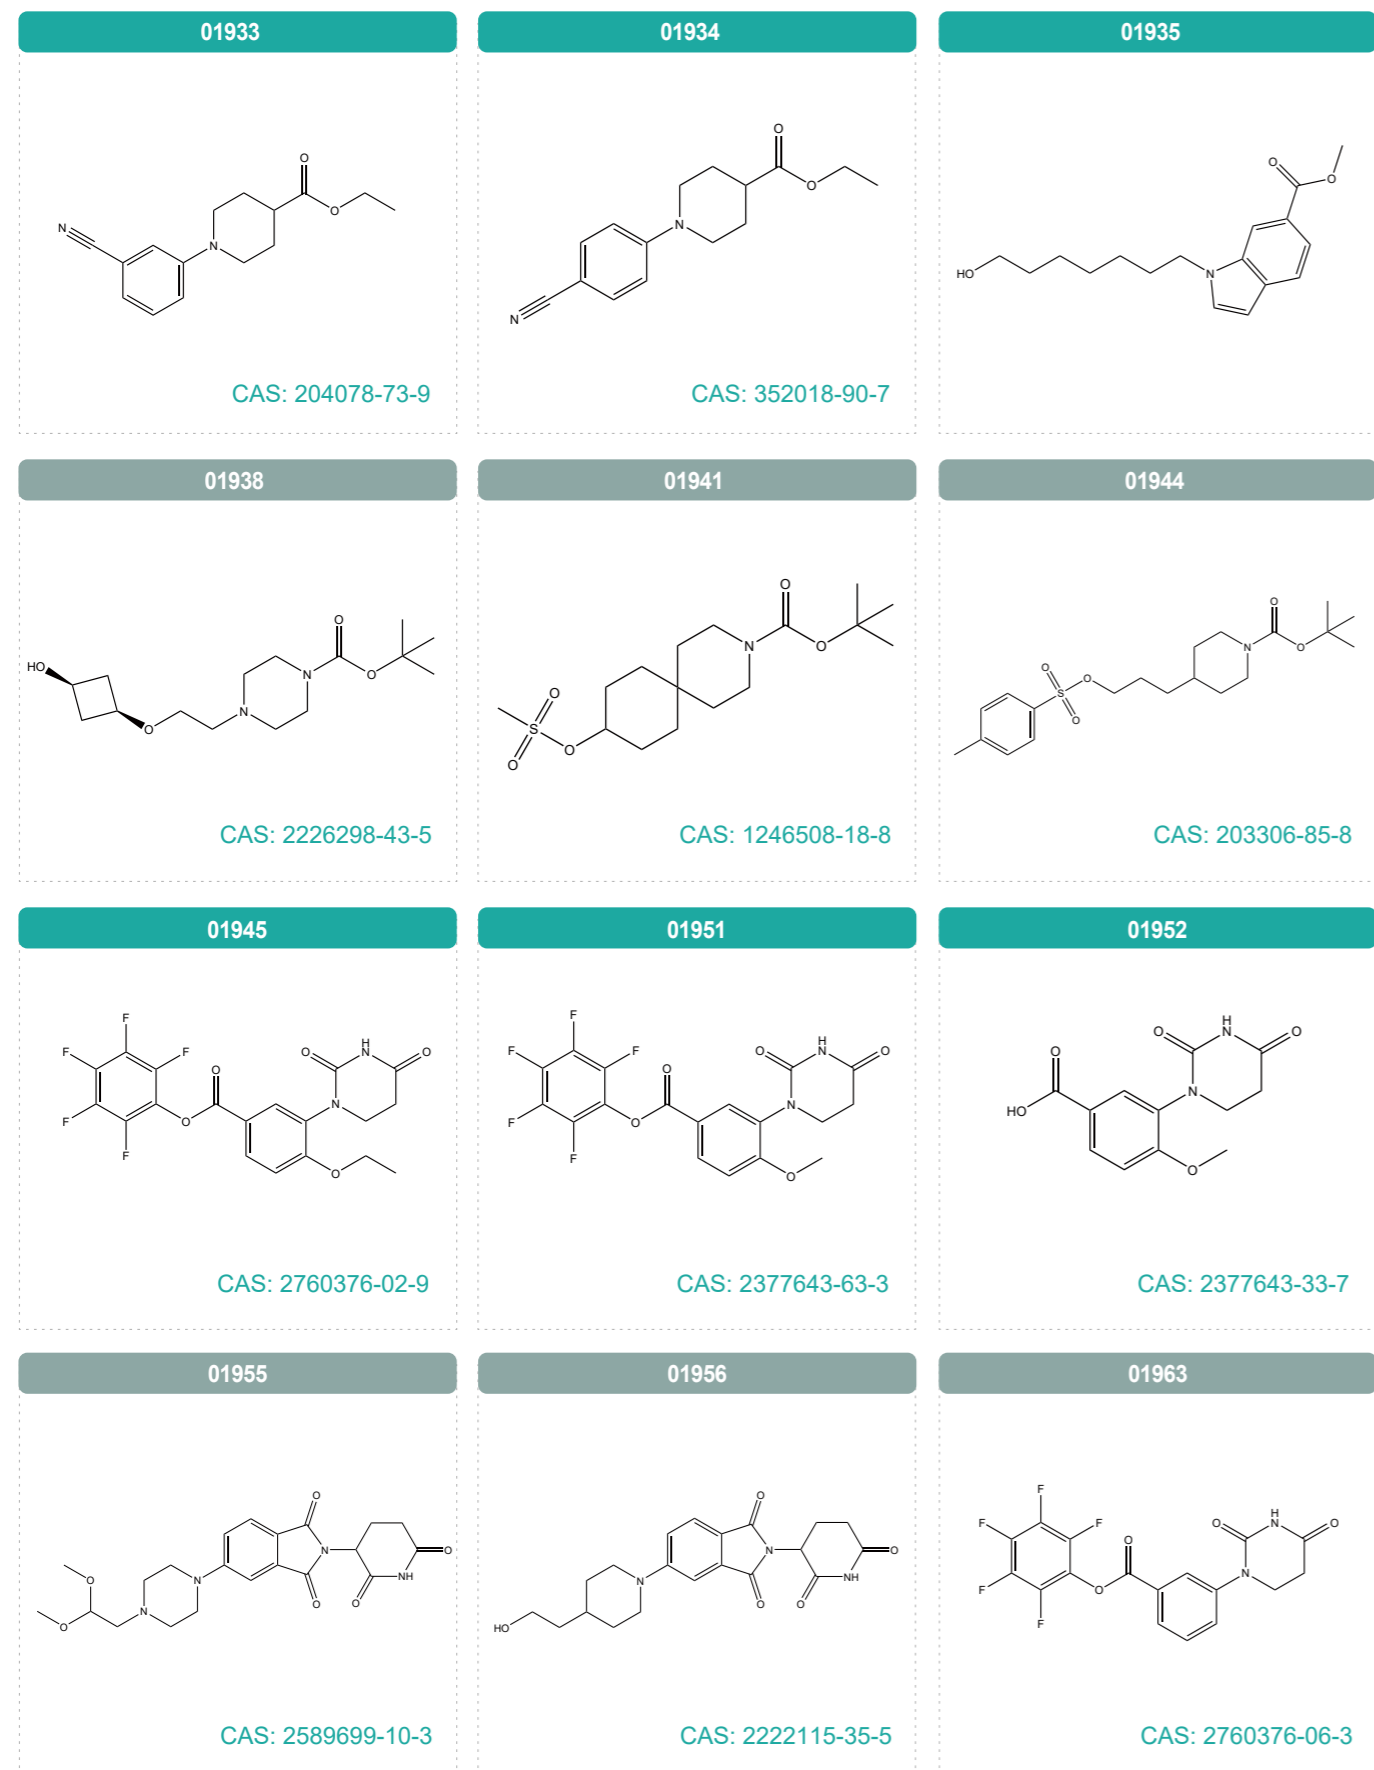 01933
01934
01935
N
N
O
O
N
N
O
O
HO
N
O
O
CAS: 204078-73-9
CAS: 352018-90-7
01938
01941
01944
HO
O
N
N
O
O
O
S
O
O
N
O
O
O
S
O
O
N
O
O
CAS: 2226298-43-5
CAS: 1246508-18-8
CAS: 203306-85-8
01945
01951
01952
F
F
F
F
F
O
O
O
H
N
O
N
O
F
F
F
F
F
O
O
O
H
N
O
N
O
O
HO
O
H
N
O
N
O
CAS: 2760376-02-9
CAS: 2377643-63-3
CAS: 2377643-33-7
01955
01956
01963
O
O
N
N
O
O
N
O
NH
O
HO
N
O
O
N
O
NH
O
F
F
F
F
F
O
O
O
H
N
O
N
CAS: 2589699-10-3
CAS: 2222115-35-5
CAS: 2760376-06-3